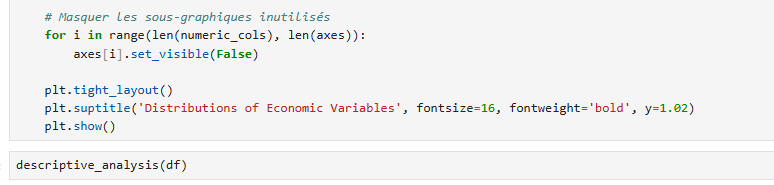 # Masquer les sous-graphiques inutilisés
for i in range(len(numeric_cols), len(axes)):
    axes[i].set_visible(False)

plt.tight_layout()
plt.suptitle('Distributions of Economic Variables', fontsize=16, fontweight='bold', y=1.02)
plt.show()

descriptive_analysis(df)